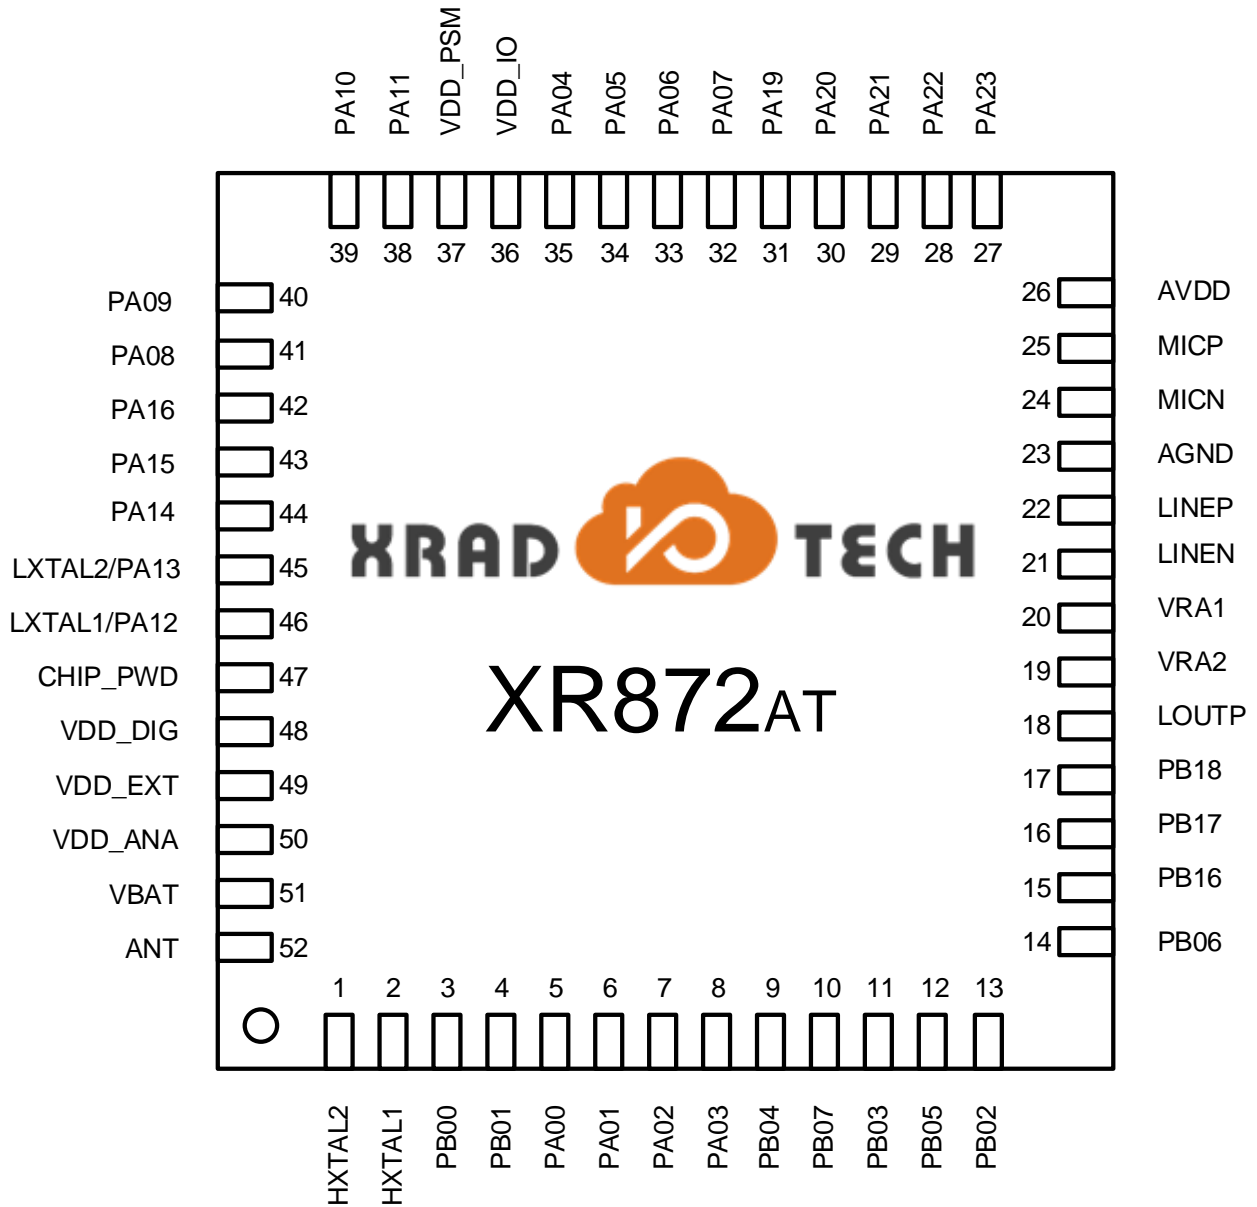 PA10 PA11 VDD_PSM VDD_IO PA04 PA05 PA06 PA07 PA19 PA20 PA21 PA22 PA23
39 38 37 36 35 34 33 32 31 30 29 28 27
PA09 40 26 AVDD
PA08 41 25 MICP
PA16 42 24 MICN
PA15 43 23 AGND
PA14 44 22 LINEP
LXTAL2/PA13 45 21 LINEN
XRAD IO TECH
LXTAL1/PA12 46 20 VRA1
CHIP_PWD 47 19 VRA2
XR872AT
VDD_DIG 48 18 LOUTP
VDD_EXT 49 17 PB18
VDD_ANA 50 16 PB17
VBAT 51 15 PB16
ANT 52 14 PB06
1 2 3 4 5 6 7 8 9 10 11 12 13
HXTAL2 HXTAL1 PB00 PB01 PA00 PA01 PA02 PA03 PB04 PB07 PB03 PB05 PB02